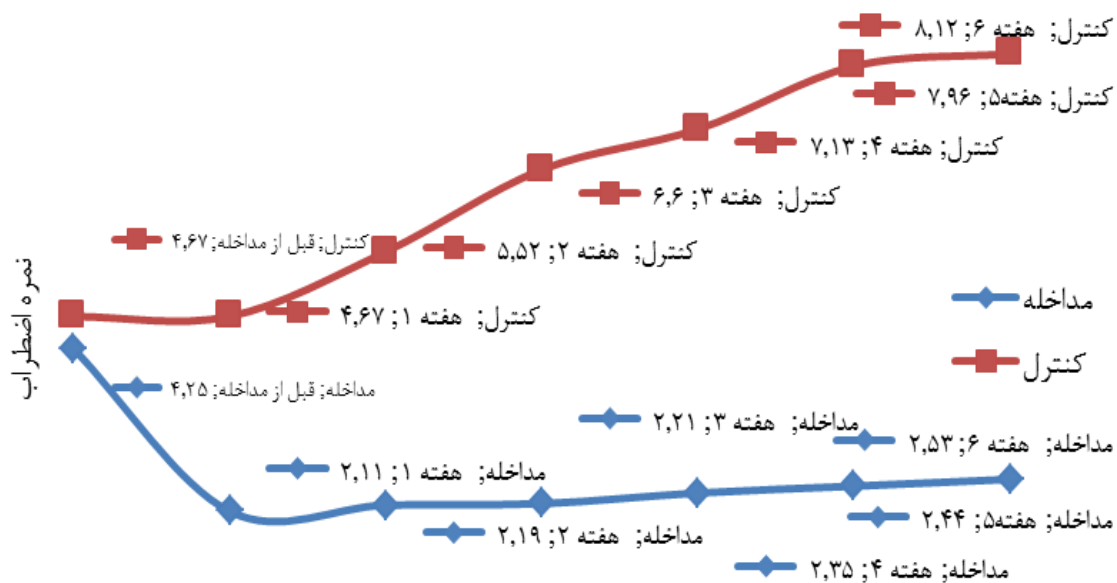 کنترل; هفته ۶; ۸٫۱۲
کنترل; هفته۵; ۷٫۹۶
کنترل; هفته ۴; ۷٫۱۳
کنترل; هفته ۳; ۶٫۶
کنترل; هفته ۲; ۵٫۵۲
کنترل; قبل از مداخله; ۴٫۶۷
کنترل; هفته ۱; ۴٫۶۷
نمره اضطراب
مداخله
کنترل
مداخله; قبل از مداخله; ۴٫۲۵
مداخله; هفته ۳; ۲٫۲۱
مداخله; هفته ۶; ۲٫۵۳
مداخله; هفته ۱; ۲٫۱۱
مداخله; هفته۵; ۲٫۴۴
مداخله; هفته ۲; ۲٫۱۹
مداخله; هفته ۴; ۲٫۳۵